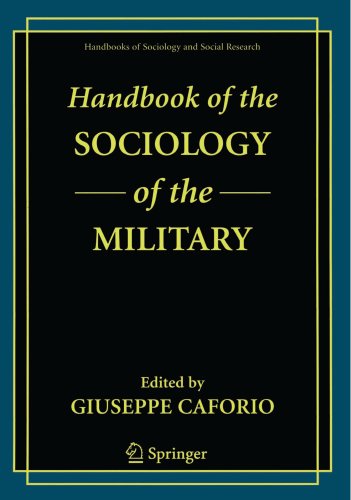 Handbooks of Sociology and Social Research
Handbook of the
SOCIOLOGY
of the
MILITARY
Edited by
GIUSEPPE CAFORIO
Springer